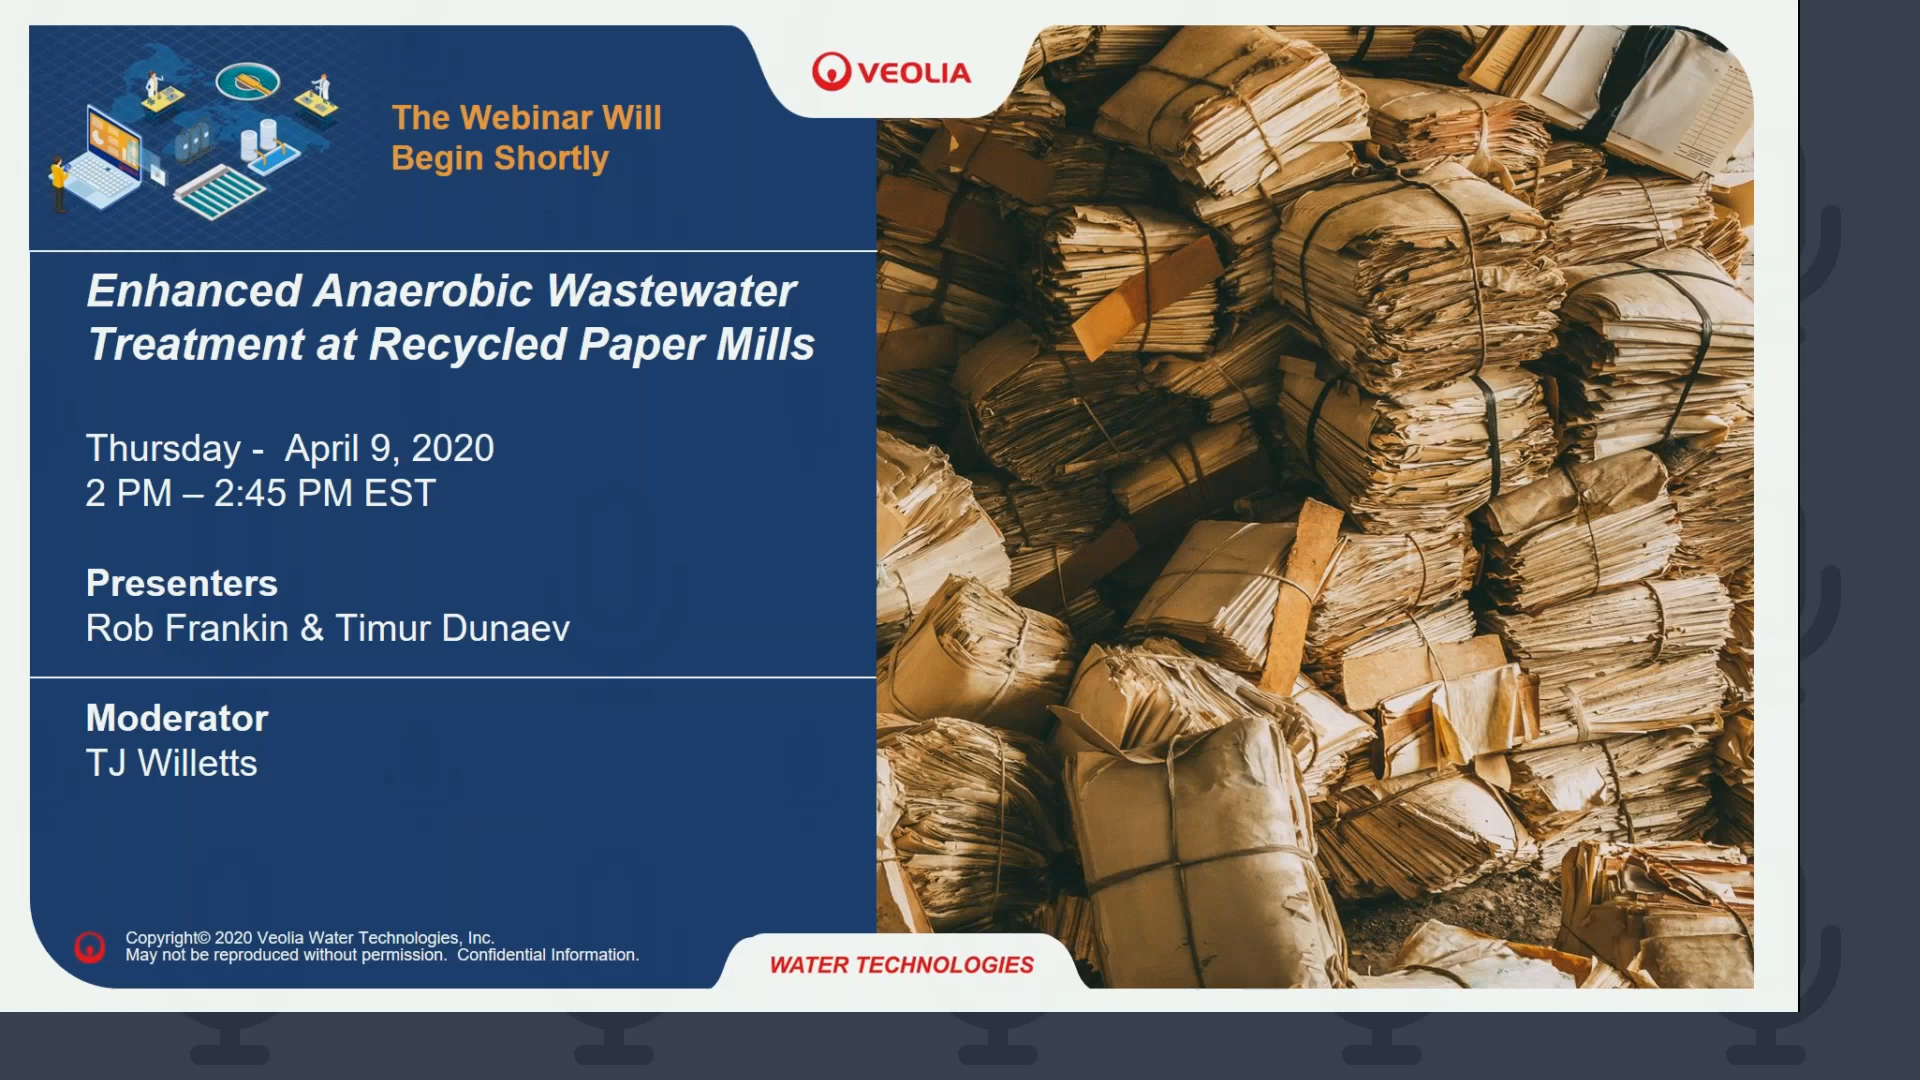 VEOLIA
The Webinar Will
Begin Shortly
Enhanced Anaerobic Wastewater
Treatment at Recycled Paper Mills
Thursday - April 9, 2020
2 PM – 2:45 PM EST
Presenters
Rob Frankin & Timur Dunaev
Moderator
TJ Willetts
Copyright© 2020 Veolia Water Technologies, Inc.
May not be reproduced without permission. Confidential Information.
WATER TECHNOLOGIES